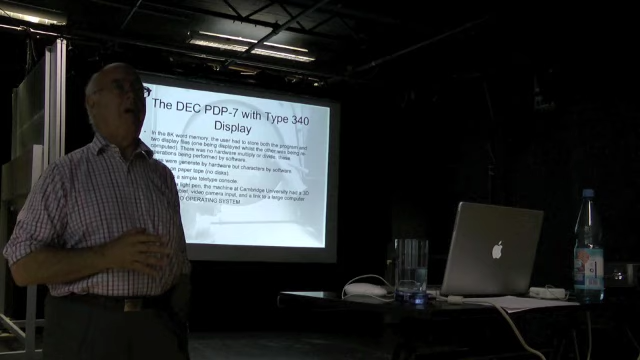 The DEC PDP-7 with Type 340
Display
In the 8K word memory, the user had to store both the program and
two display files (one being displayed whilst the other was being re-
computed). There was no hardware multiply or divide, these
operations being performed by software.
were generate by hardware but characters by software.
on paper tape (no disks)
a simple teletype console
light pen, the machine at Cambridge University had a 3D
video camera input, and a link to a large computer
OPERATING SYSTEM